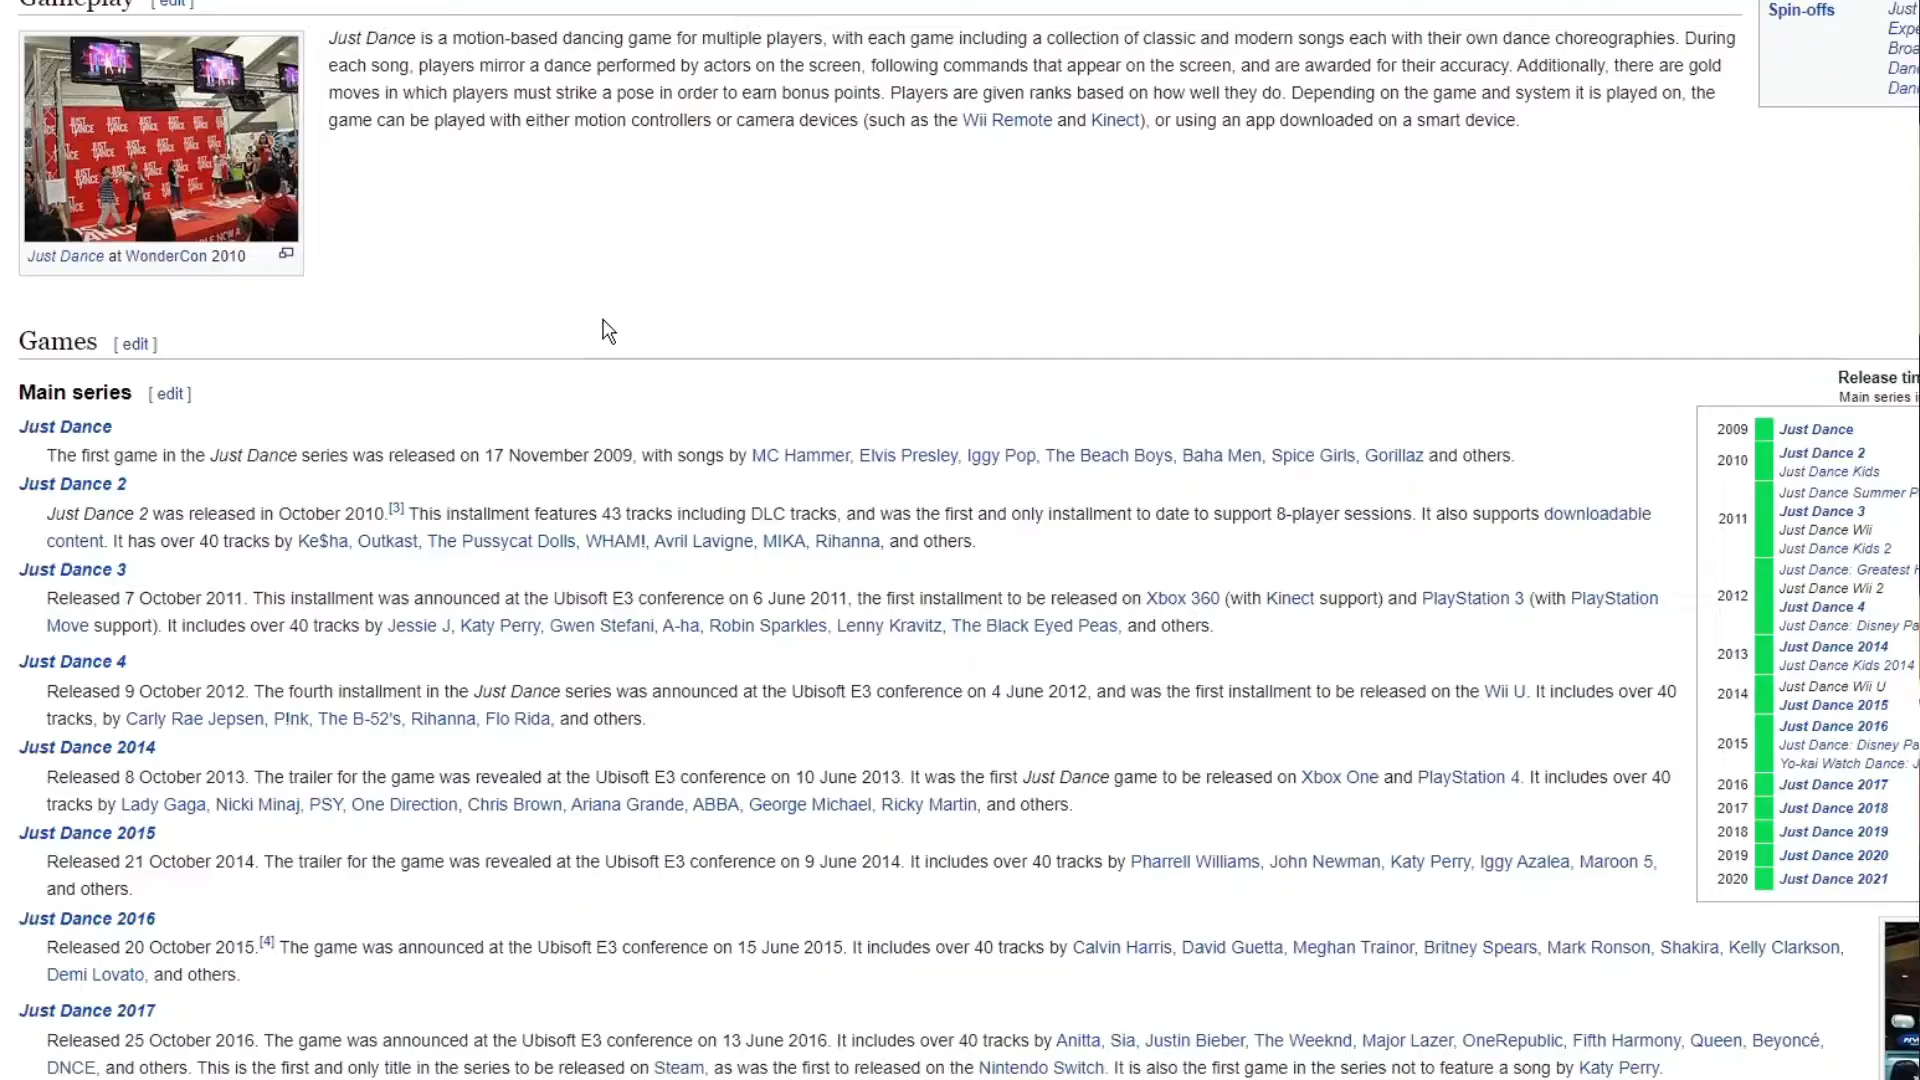 Gameplay [ edit ]
Just Dance is a motion-based dancing game for multiple players, with each game including a collection of classic and modern songs each with their own dance choreographies. During
each song, players mirror a dance performed by actors on the screen, following commands that appear on the screen, and are awarded for their accuracy. Additionally, there are gold
moves in which players must strike a pose in order to earn bonus points. Players are given ranks based on how well they do. Depending on the game and system it is played on, the
game can be played with either motion controllers or camera devices (such as the Wii Remote and Kinect), or using an app downloaded on a smart device.
JUST DANCE
Just Dance at WonderCon 2010
Spin-offs
Just
Expe
Broa
Danc
Danc
Games [ edit ]
Main series [ edit ]
Just Dance
The first game in the Just Dance series was released on 17 November 2009, with songs by MC Hammer, Elvis Presley, Iggy Pop, The Beach Boys, Baha Men, Spice Girls, Gorillaz and others.
Just Dance 2
Just Dance 2 was released in October 2010.[3] This installment features 43 tracks including DLC tracks, and was the first and only installment to date to support 8-player sessions. It also supports downloadable
content. It has over 40 tracks by Ke$ha, Outkast, The Pussycat Dolls, WHAM!, Avril Lavigne, MIKA, Rihanna, and others.
Just Dance 3
Released 7 October 2011. This installment was announced at the Ubisoft E3 conference on 6 June 2011, the first installment to be released on Xbox 360 (with Kinect support) and PlayStation 3 (with PlayStation
Move support). It includes over 40 tracks by Jessie J, Katy Perry, Gwen Stefani, A-ha, Robin Sparkles, Lenny Kravitz, The Black Eyed Peas, and others.
Just Dance 4
Released 9 October 2012. The fourth installment in the Just Dance series was announced at the Ubisoft E3 conference on 4 June 2012, and was the first installment to be released on the Wii U. It includes over 40
tracks, by Carly Rae Jepsen, P!nk, The B-52's, Rihanna, Flo Rida, and others.
Just Dance 2014
Released 8 October 2013. The trailer for the game was revealed at the Ubisoft E3 conference on 10 June 2013. It was the first Just Dance game to be released on Xbox One and PlayStation 4. It includes over 40
tracks by Lady Gaga, Nicki Minaj, PSY, One Direction, Chris Brown, Ariana Grande, ABBA, George Michael, Ricky Martin, and others.
Just Dance 2015
Released 21 October 2014. The trailer for the game was revealed at the Ubisoft E3 conference on 9 June 2014. It includes over 40 tracks by Pharrell Williams, John Newman, Katy Perry, Iggy Azalea, Maroon 5,
and others.
Just Dance 2016
Released 20 October 2015.[4] The game was announced at the Ubisoft E3 conference on 15 June 2015. It includes over 40 tracks by Calvin Harris, David Guetta, Meghan Trainor, Britney Spears, Mark Ronson, Shakira, Kelly Clarkson,
Demi Lovato, and others.
Just Dance 2017
Released 25 October 2016. The game was announced at the Ubisoft E3 conference on 13 June 2016. It includes over 40 tracks by Anitta, Sia, Justin Bieber, The Weeknd, Major Lazer, OneRepublic, Fifth Harmony, Queen, Beyoncé,
DNCE, and others. This is the first and only title in the series to be released on Steam, as was the first to released on the Nintendo Switch. It is also the first game in the series not to feature a song by Katy Perry.
Release tim
Main series i
2009 Just Dance
2010 Just Dance 2
Just Dance Kids
2011 Just Dance Summer P
Just Dance 3
Just Dance Wii
Just Dance Kids 2
2012 Just Dance: Greatest H
Just Dance Wii 2
Just Dance 4
Just Dance: Disney Pa
2013 Just Dance 2014
Just Dance Kids 2014
2014 Just Dance Wii U
Just Dance 2015
2015 Just Dance 2016
Just Dance: Disney Pa
Yo-kai Watch Dance: J
2016 Just Dance 2017
2017 Just Dance 2018
2018 Just Dance 2019
2019 Just Dance 2020
2020 Just Dance 2021